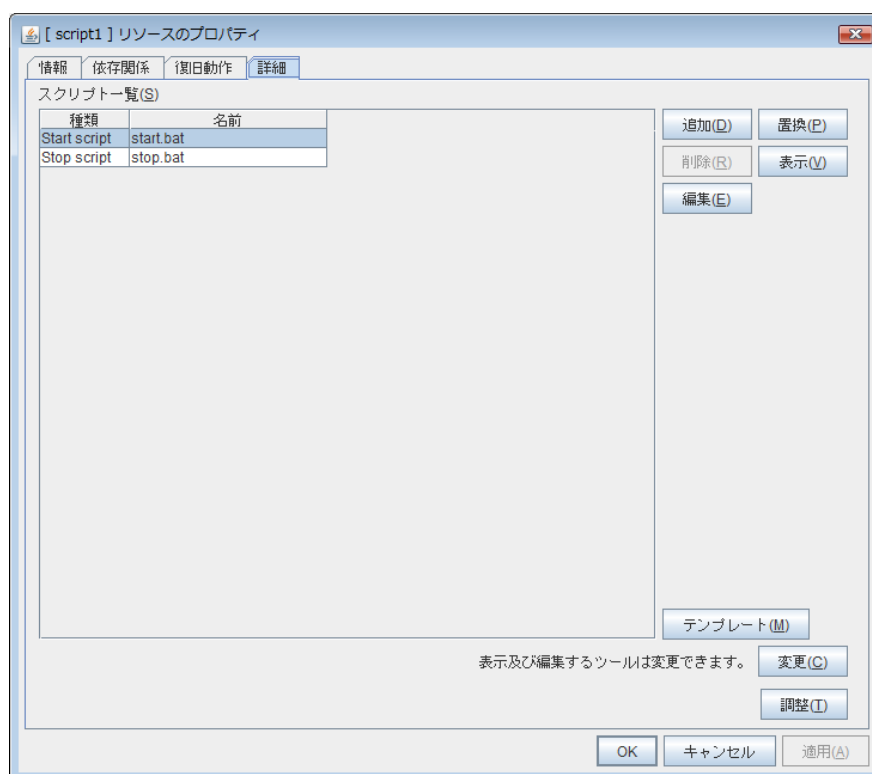 [ script1 ] リソースのプロパティ
情報 依存関係 復旧動作 詳細
スクリプト一覧(S)
種類 名前
Start script start.bat
Stop script stop.bat
追加(D) 置換(P)
削除(R) 表示(V)
編集(E)
テンプレート(M)
表示及び編集するツールは変更できます。 変更(C)
調整(T)
OK キャンセル 適用(A)